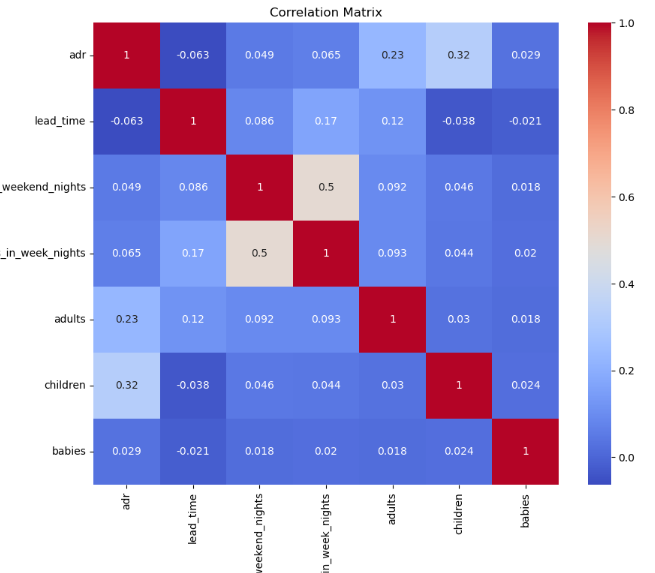 Correlation Matrix
adr 1 -0.063 0.049 0.065 0.23 0.32 0.029
lead_time -0.063 1 0.086 0.17 0.12 -0.038 -0.021
_weekend_nights 0.049 0.086 1 0.5 0.092 0.046 0.018
_in_week_nights 0.065 0.17 0.5 1 0.093 0.044 0.02
adults 0.23 0.12 0.092 0.093 1 0.03 0.018
children 0.32 -0.038 0.046 0.044 0.03 1 0.024
babies 0.029 -0.021 0.018 0.02 0.018 0.024 1
adr lead_time weekend_nights in_week_nights adults children babies
1.0
0.8
0.6
0.4
0.2
0.0